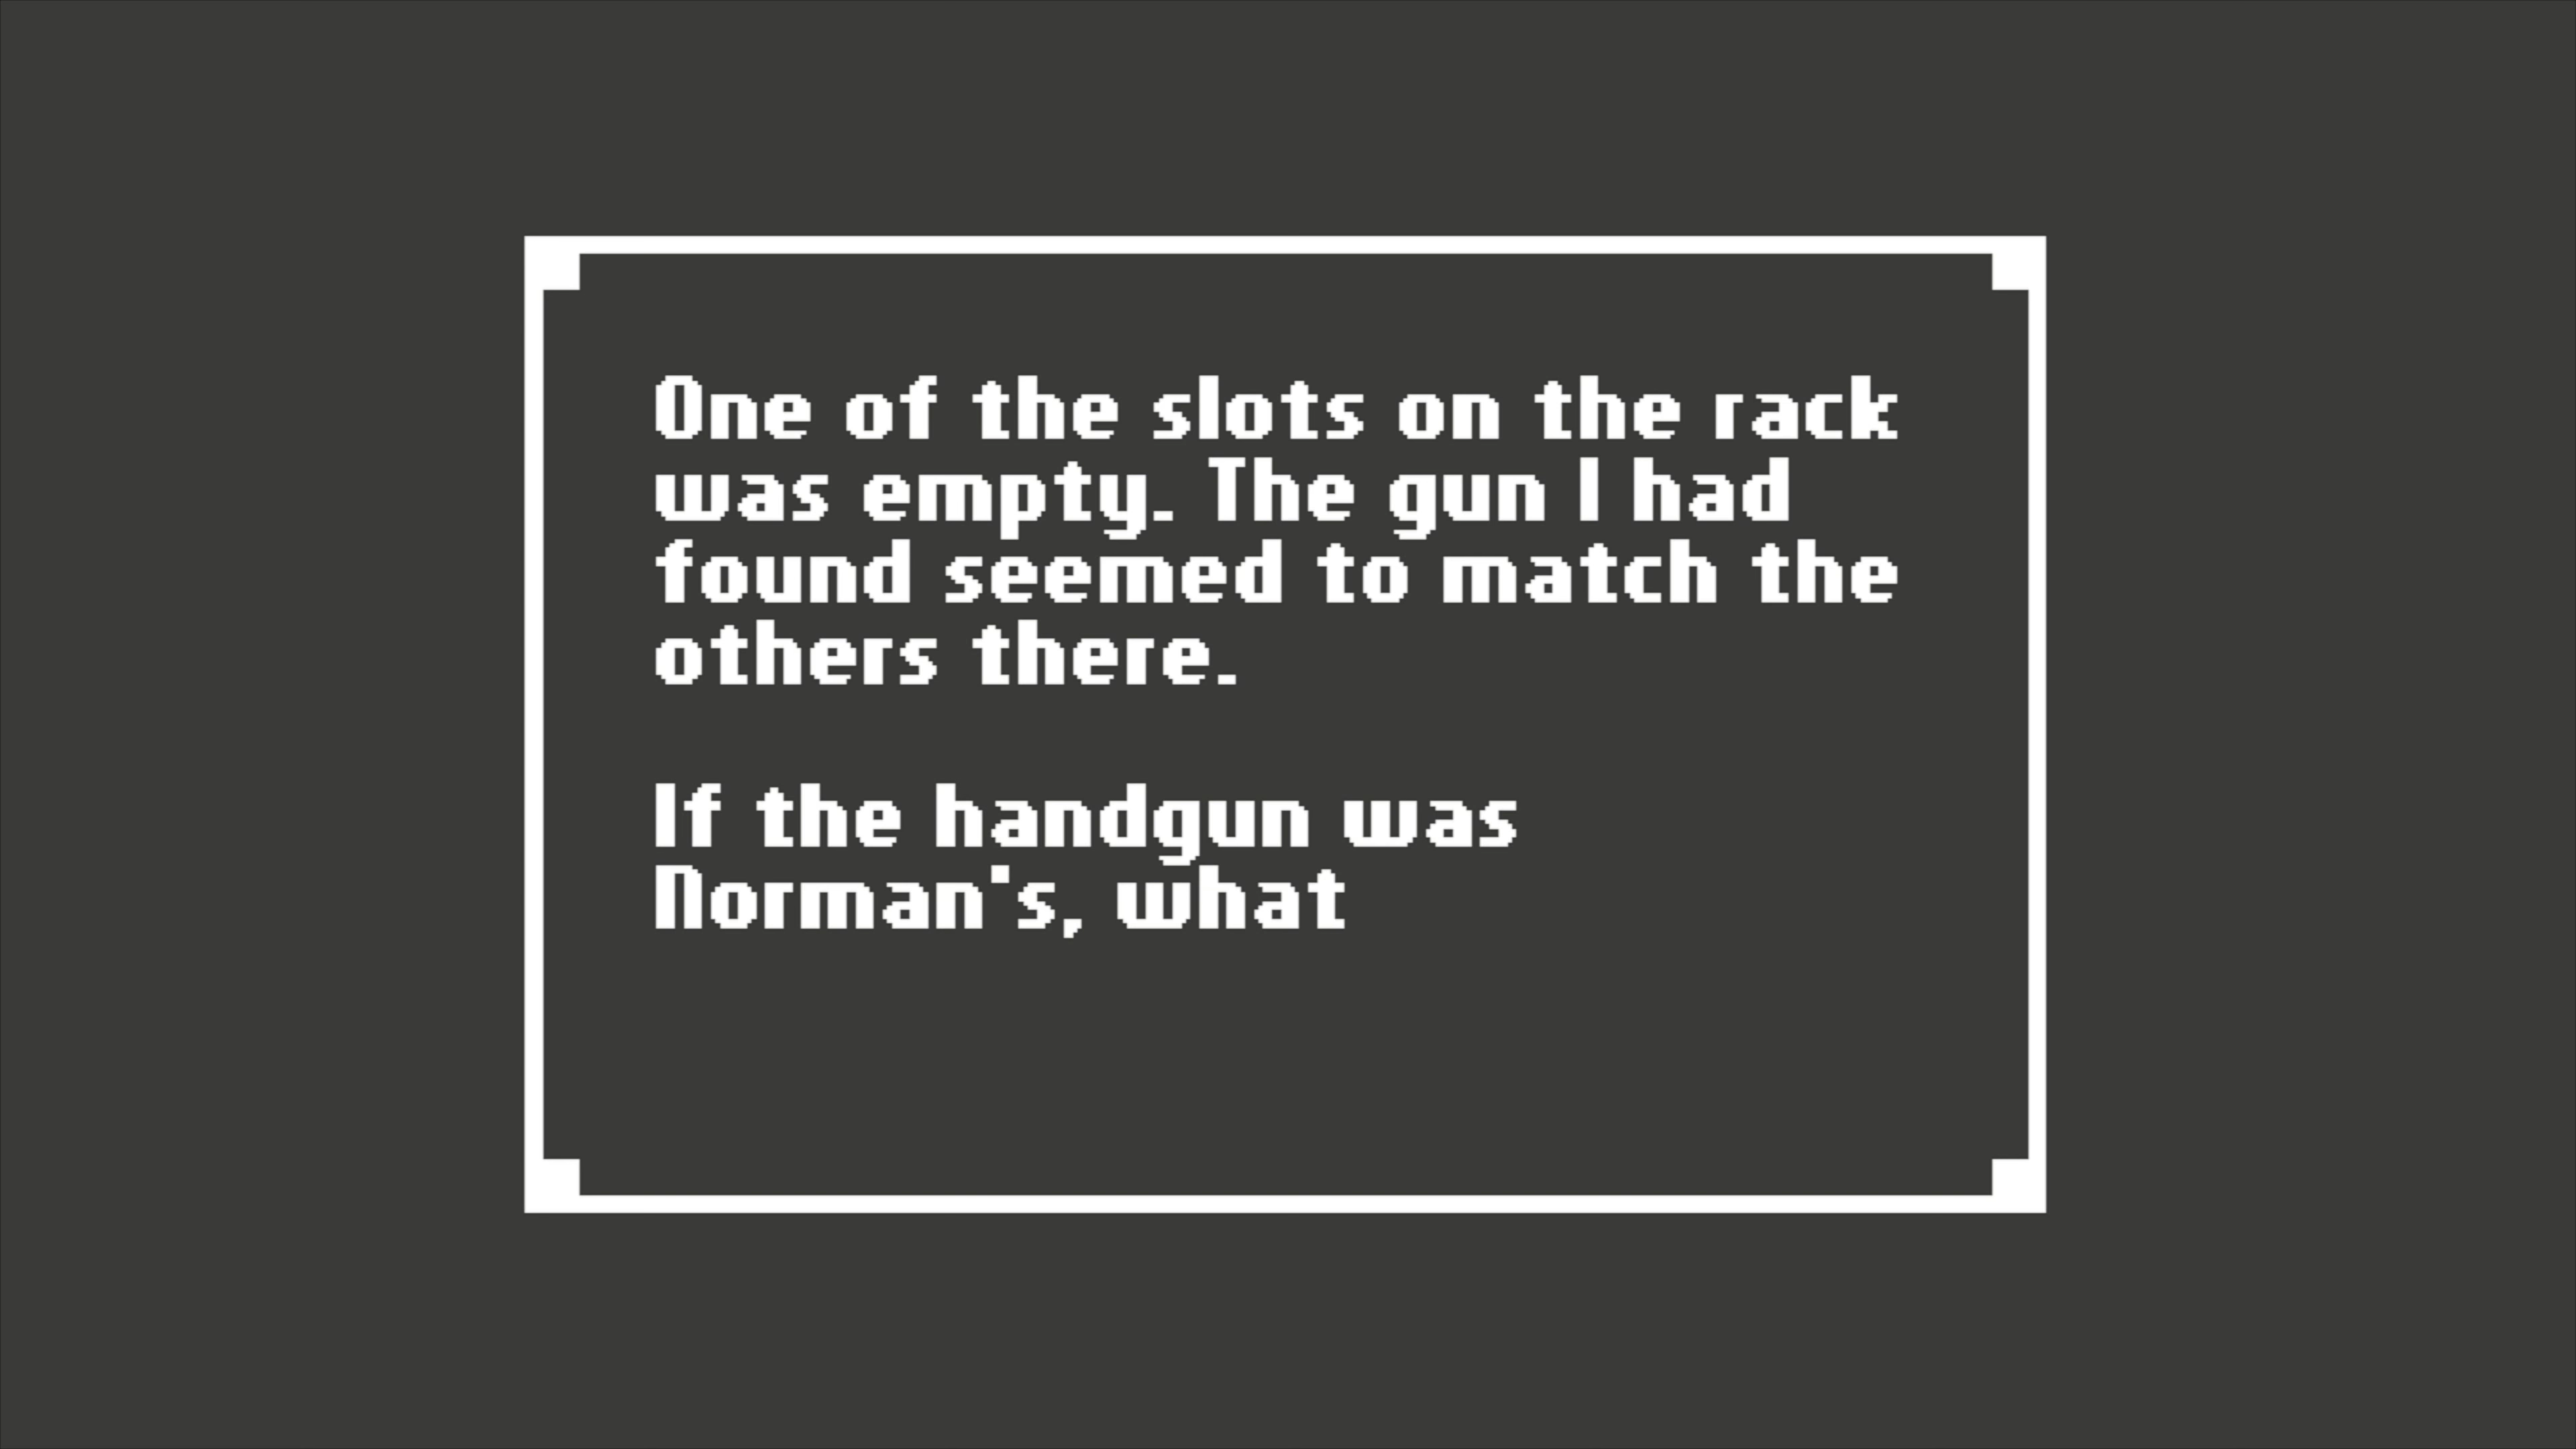 One of the slots on the rack
was empty. The gun I had
found seemed to match the
others there.
If the handgun was
Norman's, what